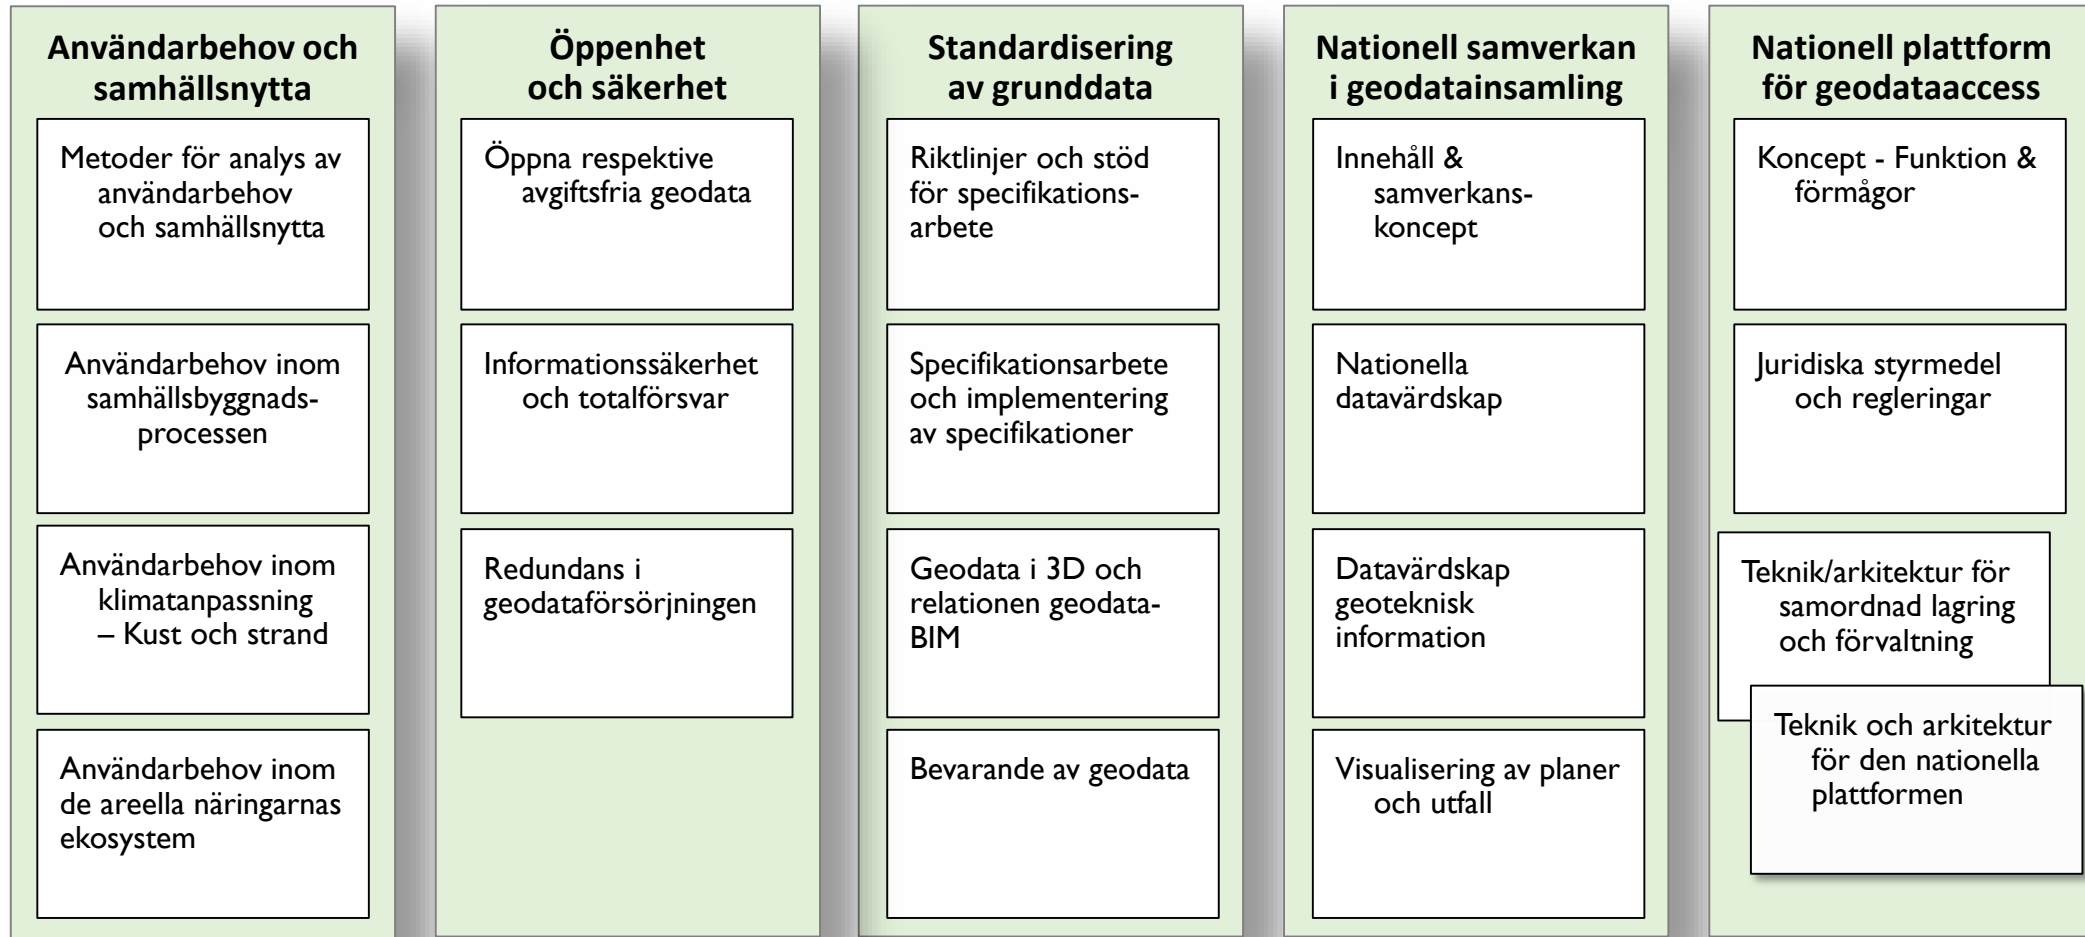 Användarbehov och
samhällsnytta
Metoder för analys av
användarbehov
och samhällsnytta
Användarbehov inom
samhällsbyggnads-
processen
Användarbehov inom
klimatanpassning
– Kust och strand
Användarbehov inom
de areella näringarnas
ekosystem
Öppenhet
och säkerhet
Öppna respektive
avgiftsfria geodata
Informationssäkerhet
och totalförsvar
Redundans i
geodataförsörjningen
Standardisering
av grunddata
Riktlinjer och stöd
för specifikations-
arbete
Specifikationsarbete
och implementering
av specifikationer
Geodata i 3D och
relationen geodata-
BIM
Bevarande av geodata
Nationell samverkan
i geodatainsamling
Innehåll &
samverkans-
koncept
Nationella
datavärdskap
Datavärdskap
geoteknisk
information
Visualisering av planer
och utfall
Nationell plattform
för geodataaccess
Koncept - Funktion &
förmågor
Juridiska styrmedel
och regleringar
Teknik/arkitektur för
samordnad lagring
och förvaltning
Teknik och arkitektur
för den nationella
plattformen